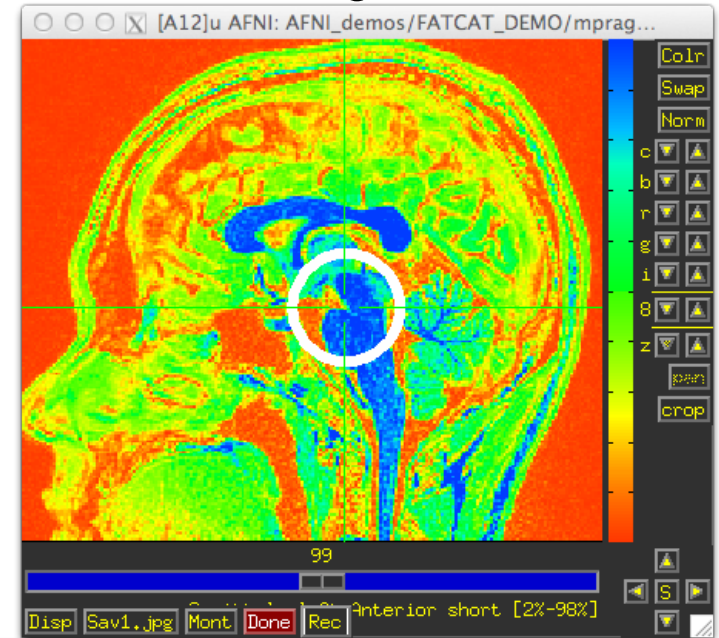 [A12]u AFNI: AFNI_demos/FATCAT_DEMO/mprag...
Colr
Swap
Norm
c
b
r
g
i
8
z
pan
crop
99
S
Anterior short [2%-98%]
Disp Sav1.jpg Mont Done Rec